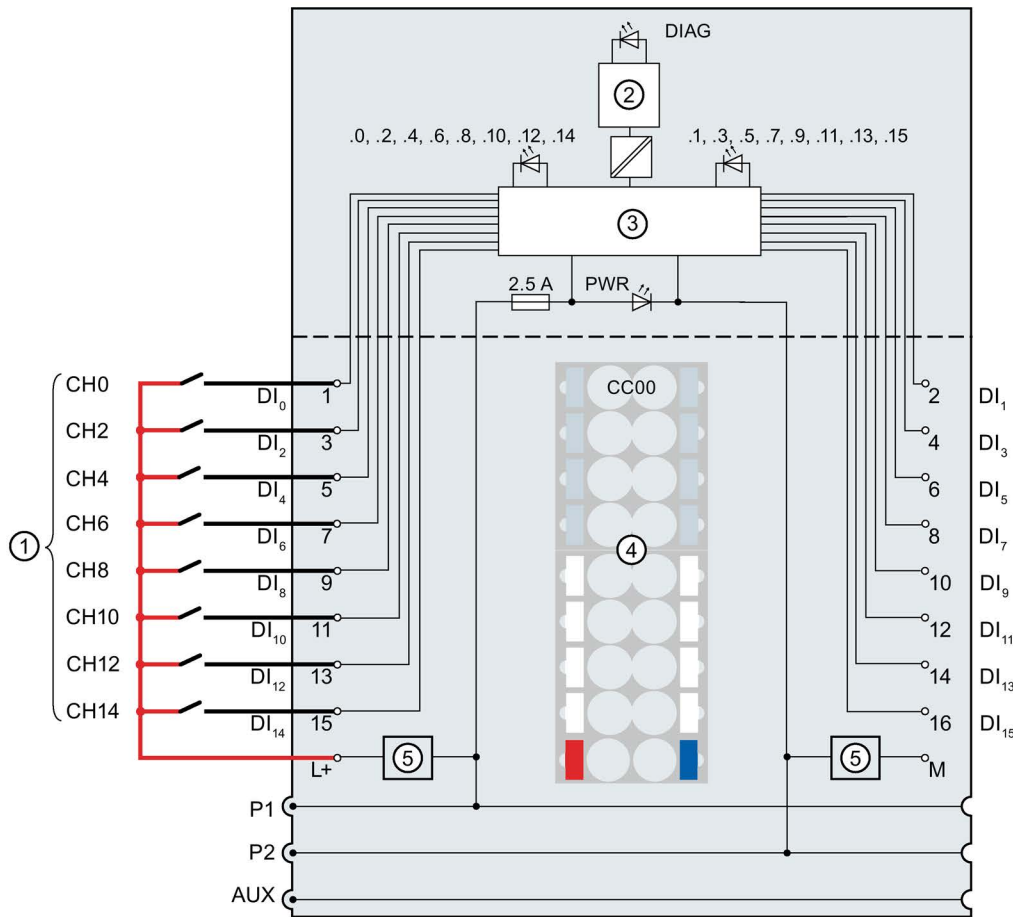 DIAG
②
.0, .2, .4, .6, .8, .10, .12, .14
.1, .3, .5, .7, .9, .11, .13, .15
③
2.5 A
PWR
CH0
DI0
1
CC00
2
DI1
CH2
DI2
3
4
DI3
CH4
DI4
5
6
DI5
CH6
DI6
7
8
DI7
①
④
CH8
DI8
9
10
DI9
CH10
DI10
11
12
DI11
CH12
DI12
13
14
DI13
CH14
DI14
15
16
DI15
L+
⑤
⑤
M
P1
P2
AUX